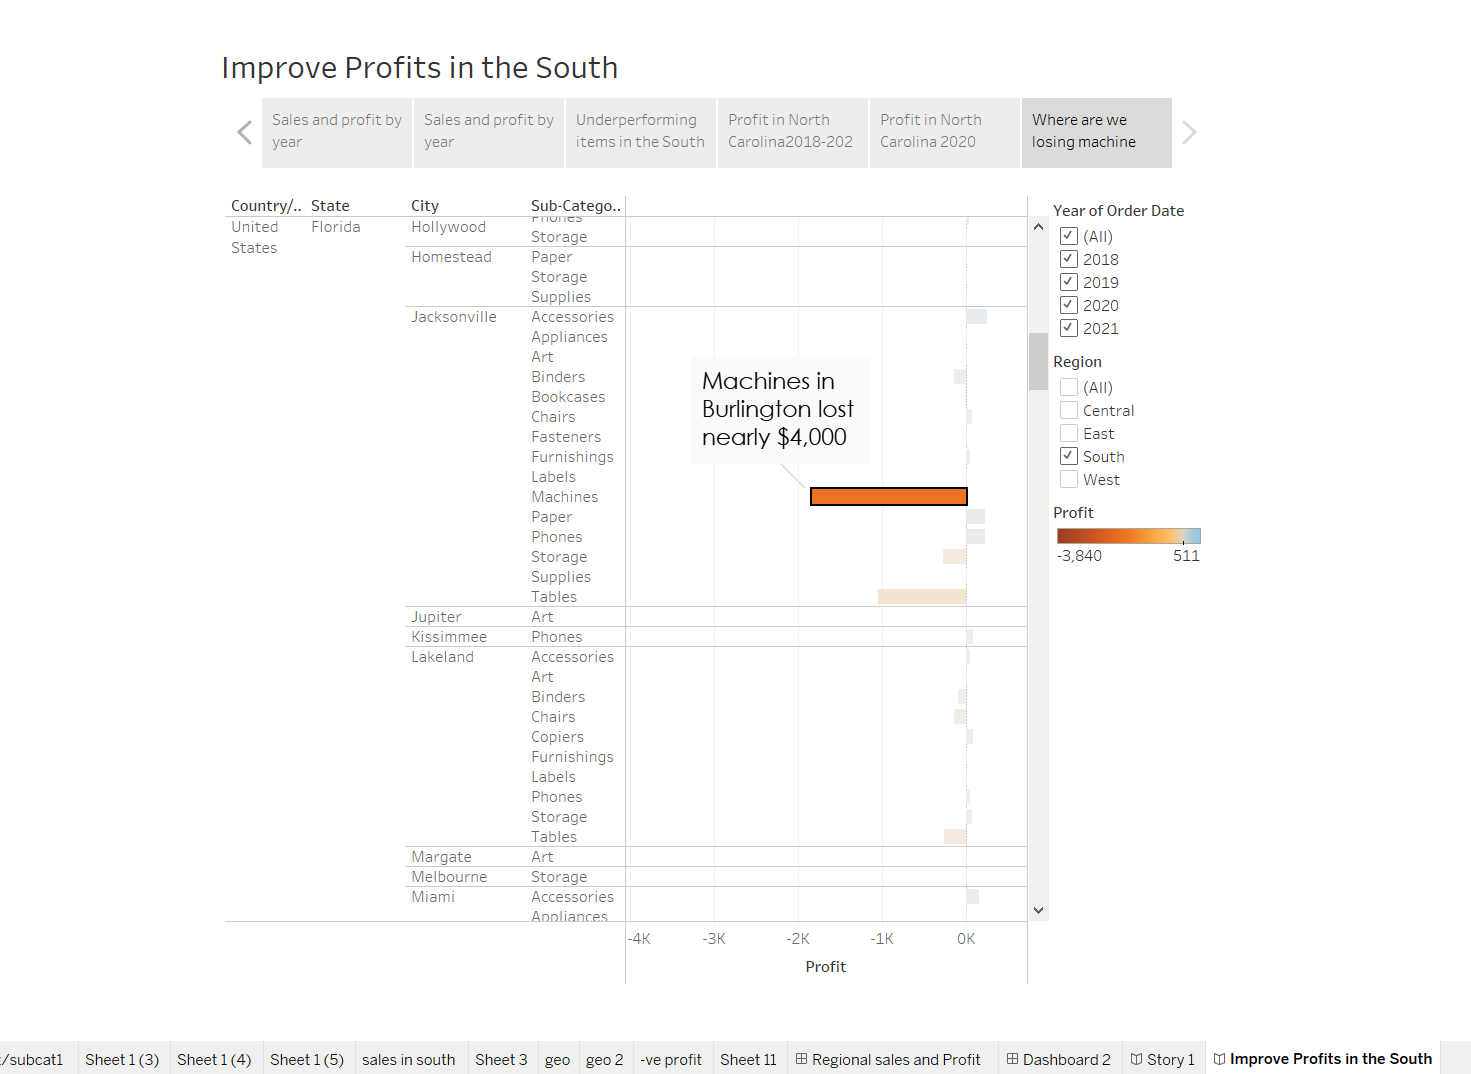 Improve Profits in the South
Sales and profit by
year
Sales and profit by
year
Underperforming
items in the South
Profit in North
Carolina2018-202
Profit in North
Carolina 2020
Where are we
losing machine
Country/.. State City Sub-Catego..
United
States
Florida
Hollywood Phones
Storage
Homestead Paper
Storage
Supplies
Jacksonville Accessories
Appliances
Art
Binders
Bookcases
Chairs
Fasteners
Furnishings
Labels
Machines
Paper
Phones
Storage
Supplies
Tables
Jupiter Art
Kissimmee Phones
Lakeland Accessories
Art
Binders
Chairs
Copiers
Furnishings
Labels
Phones
Storage
Tables
Margate Art
Melbourne Storage
Miami Accessories
Appliances
Machines in
Burlington lost
nearly $4,000
-4K -3K -2K -1K 0K
Profit
Year of Order Date
(All)
2018
2019
2020
2021
Region
(All)
Central
East
South
West
Profit
-3,840 511
:/subcat1 Sheet 1 (3) Sheet 1 (4) Sheet 1 (5) sales in south Sheet 3 geo geo 2 -ve profit Sheet 11 Regional sales and Profit Dashboard 2 Story 1 Improve Profits in the South